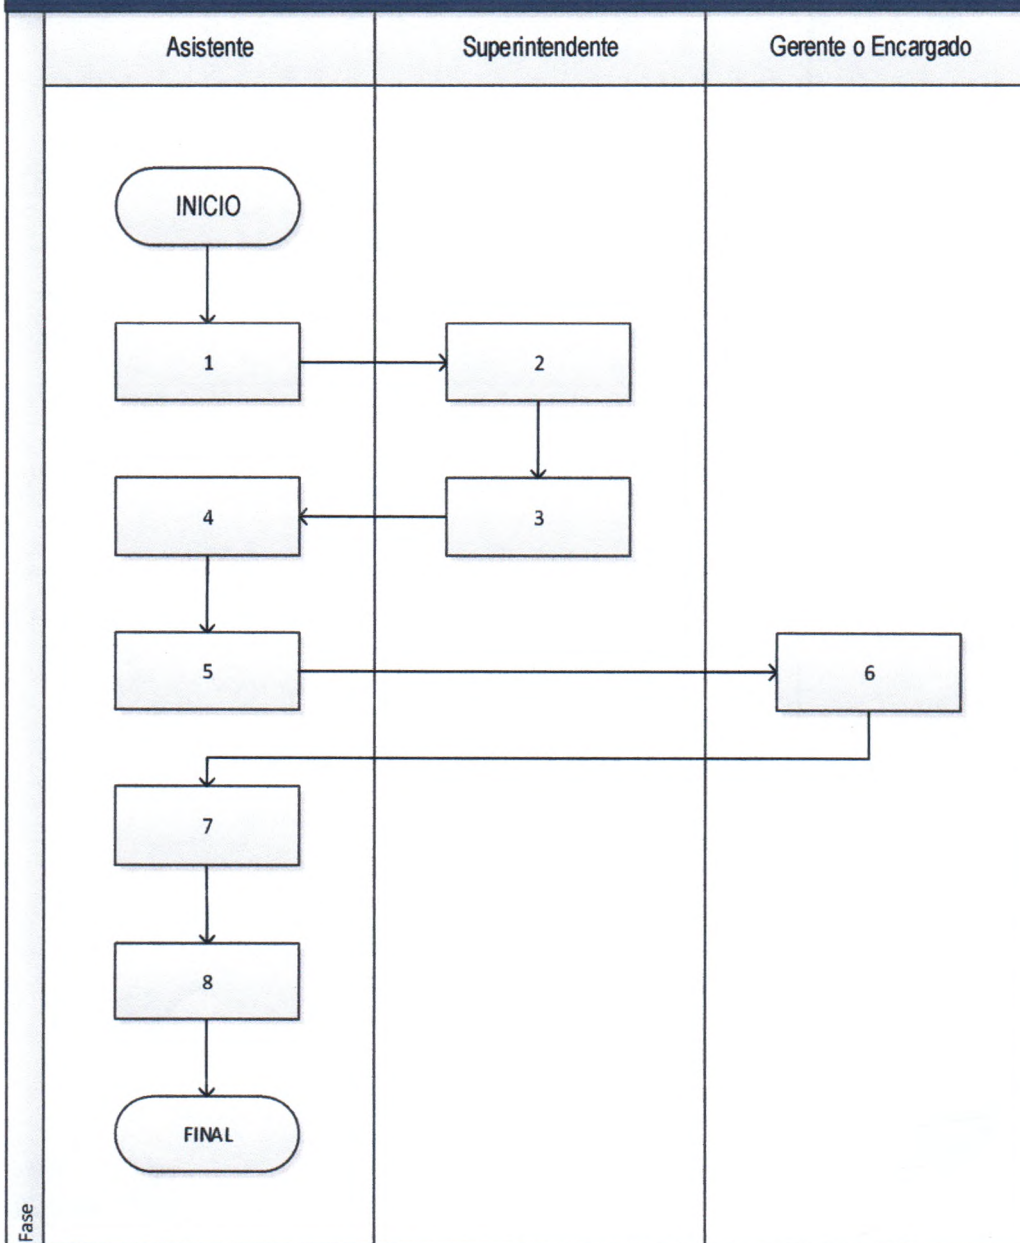 Asistente
Superintendente
Gerente o Encargado
INICIO
1
2
4
3
5
6
7
8
FINAL
Fase